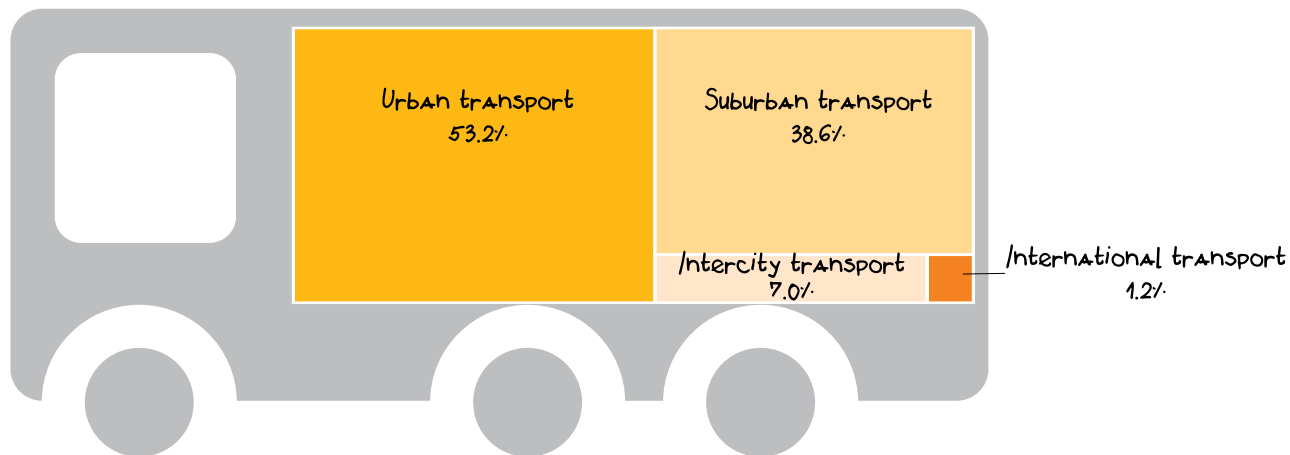 Urban transport
53.2%
Suburban transport
38.6%
Intercity transport
7.0%
International transport
1.2%